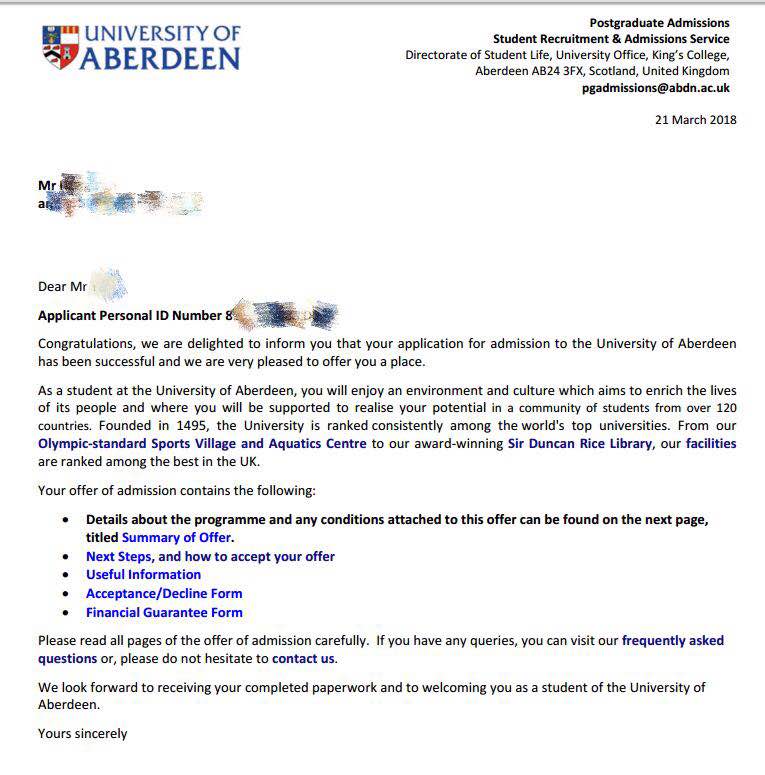 UNIVERSITY OF
ABERDEEN
Postgraduate Admissions
Student Recruitment & Admissions Service
Directorate of Student Life, University Office, King's College,
Aberdeen AB24 3FX, Scotland, United Kingdom
pgadmissions@abdn.ac.uk
21 March 2018
Mr
Dear Mr
Applicant Personal ID Number 8
Congratulations, we are delighted to inform you that your application for admission to the University of Aberdeen
has been successful and we are very pleased to offer you a place.
As a student at the University of Aberdeen, you will enjoy an environment and culture which aims to enrich the lives
of its people and where you will be supported to realise your potential in a community of students from over 120
countries. Founded in 1495, the University is ranked consistently among the world's top universities. From our
Olympic-standard Sports Village and Aquatics Centre to our award-winning Sir Duncan Rice Library, our facilities
are ranked among the best in the UK.
Your offer of admission contains the following:
• Details about the programme and any conditions attached to this offer can be found on the next page,
titled Summary of Offer.
• Next Steps, and how to accept your offer
• Useful Information
• Acceptance/Decline Form
• Financial Guarantee Form
Please read all pages of the offer of admission carefully. If you have any queries, you can visit our frequently asked
questions or, please do not hesitate to contact us.
We look forward to receiving your completed paperwork and to welcoming you as a student of the University of
Aberdeen.
Yours sincerely